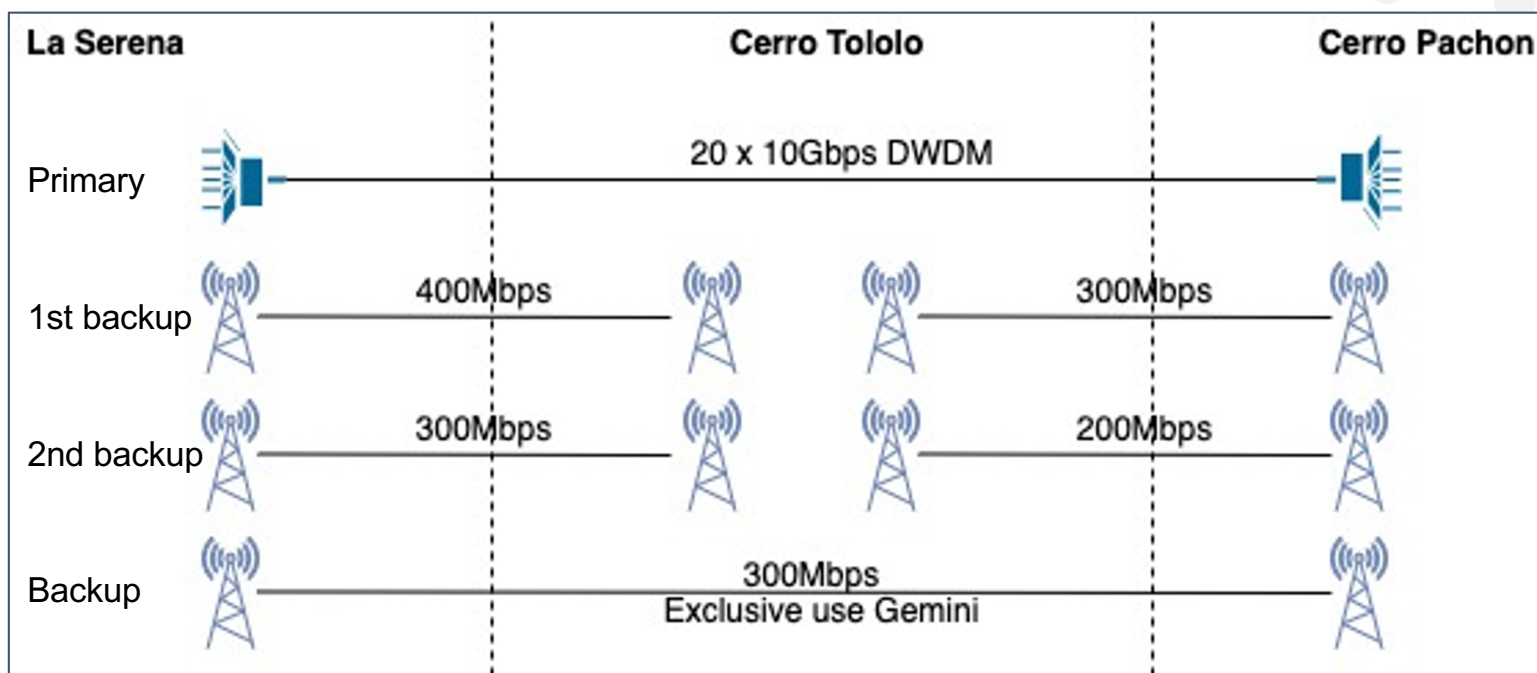 La Serena
Cerro Tololo
Cerro Pachon
Primary
20 x 10Gbps DWDM
1st backup
400Mbps
300Mbps
2nd backup
300Mbps
200Mbps
Backup
300Mbps
Exclusive use Gemini